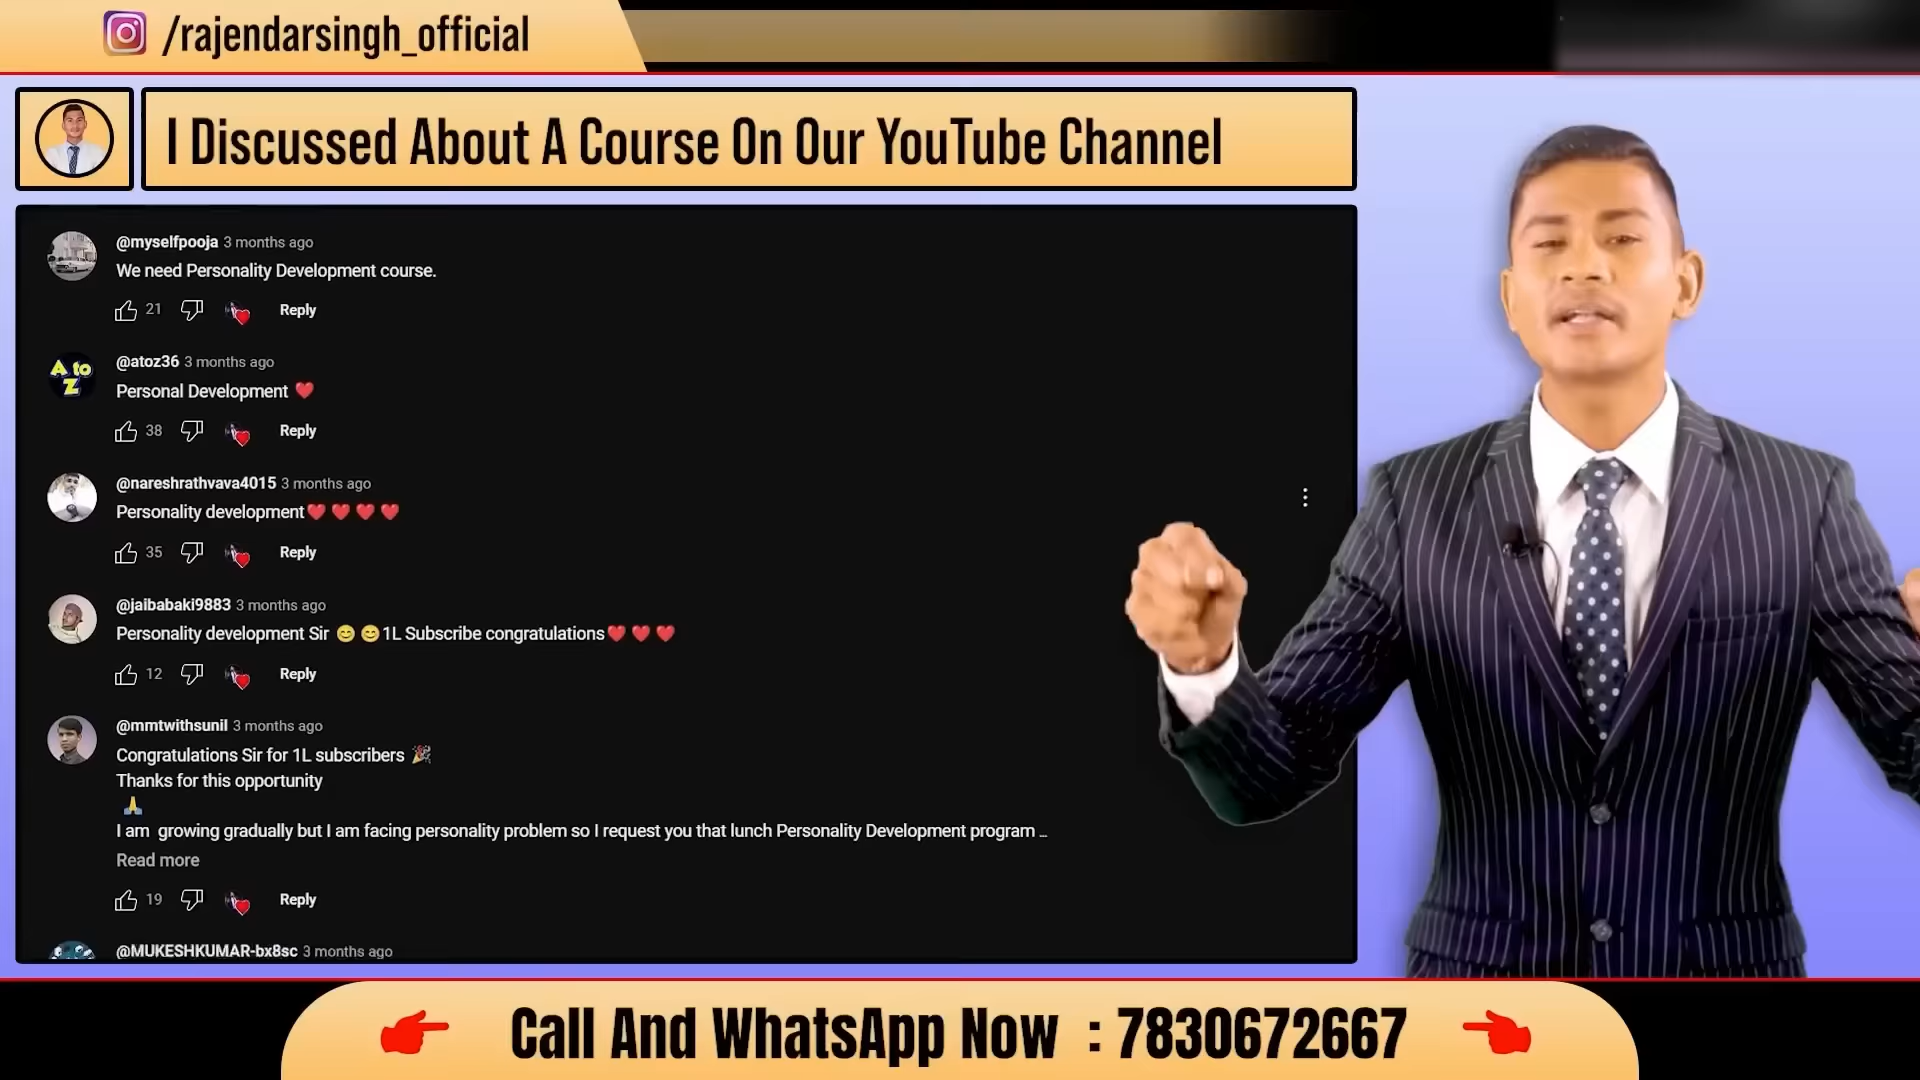 /rajendarsingh_official
I Discussed About A Course On Our YouTube Channel
@myselfpooja 3 months ago
We need Personality Development course.
21 Reply
A to Z
@atoz36 3 months ago
Personal Development ❤️
38 Reply
@nareshrathvava4015 3 months ago
Personality development❤️ ❤️ ❤️ ❤️
35 Reply
@jaibabaki9883 3 months ago
Personality development Sir 😊 😊1L Subscribe congratulations❤️ ❤️ ❤️
12 Reply
@mmtwithsunil 3 months ago
Congratulations Sir for 1L subscribers 🎉
Thanks for this opportunity
🙏
I am  growing gradually but I am facing personality problem so I request you that lunch Personality Development program ...
Read more
19 Reply
@MUKESHKUMAR-bx8sc 3 months ago
Call And WhatsApp Now : 7830672667